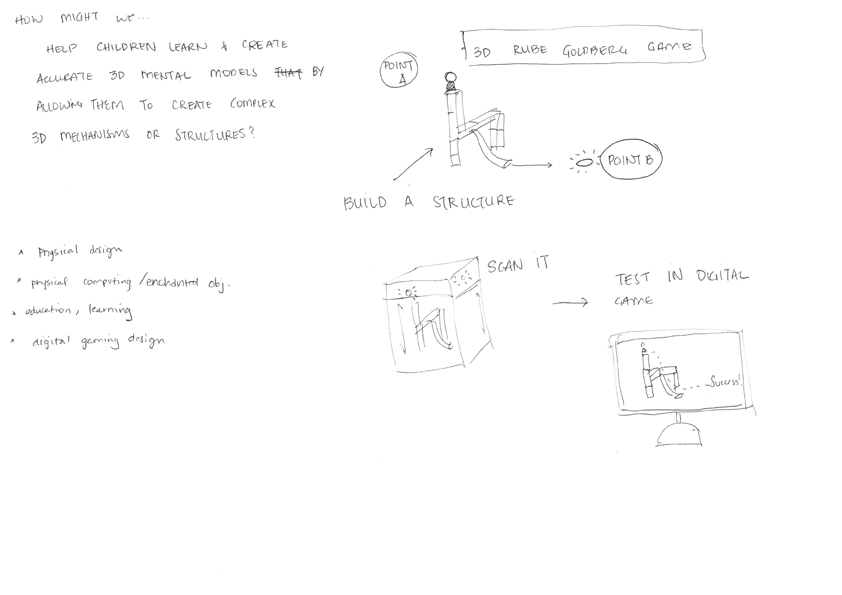 HOW MIGHT WE...
HELP CHILDREN LEARN & CREATE
ACCURATE 3D MENTAL MODELS THAT BY
ALLOWING THEM TO CREATE COMPLEX
3D MECHANISMS OR STRUCTURES?
3D RUBE GOLDBERG GAME
POINT
A
POINT B
BUILD A STRUCTURE
x Physical design
x physical computing / enchanted obj.
x education, learning
x digital gaming design
SCAN IT
TEST IN DIGITAL
GAME
Success!